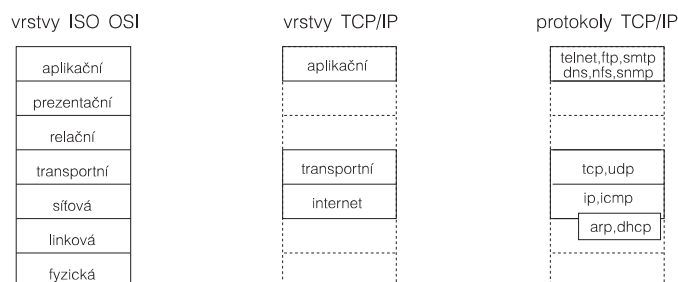 vrstvy ISO OSI
aplikační
prezentační
relační
transportní
síťová
linková
fyzická
vrstvy TCP/IP
aplikační
transportní
internet
protokoly TCP/IP
telnet,ftp,smtp
dns,nfs,snmp
tcp,udp
ip,icmp
arp,dhcp